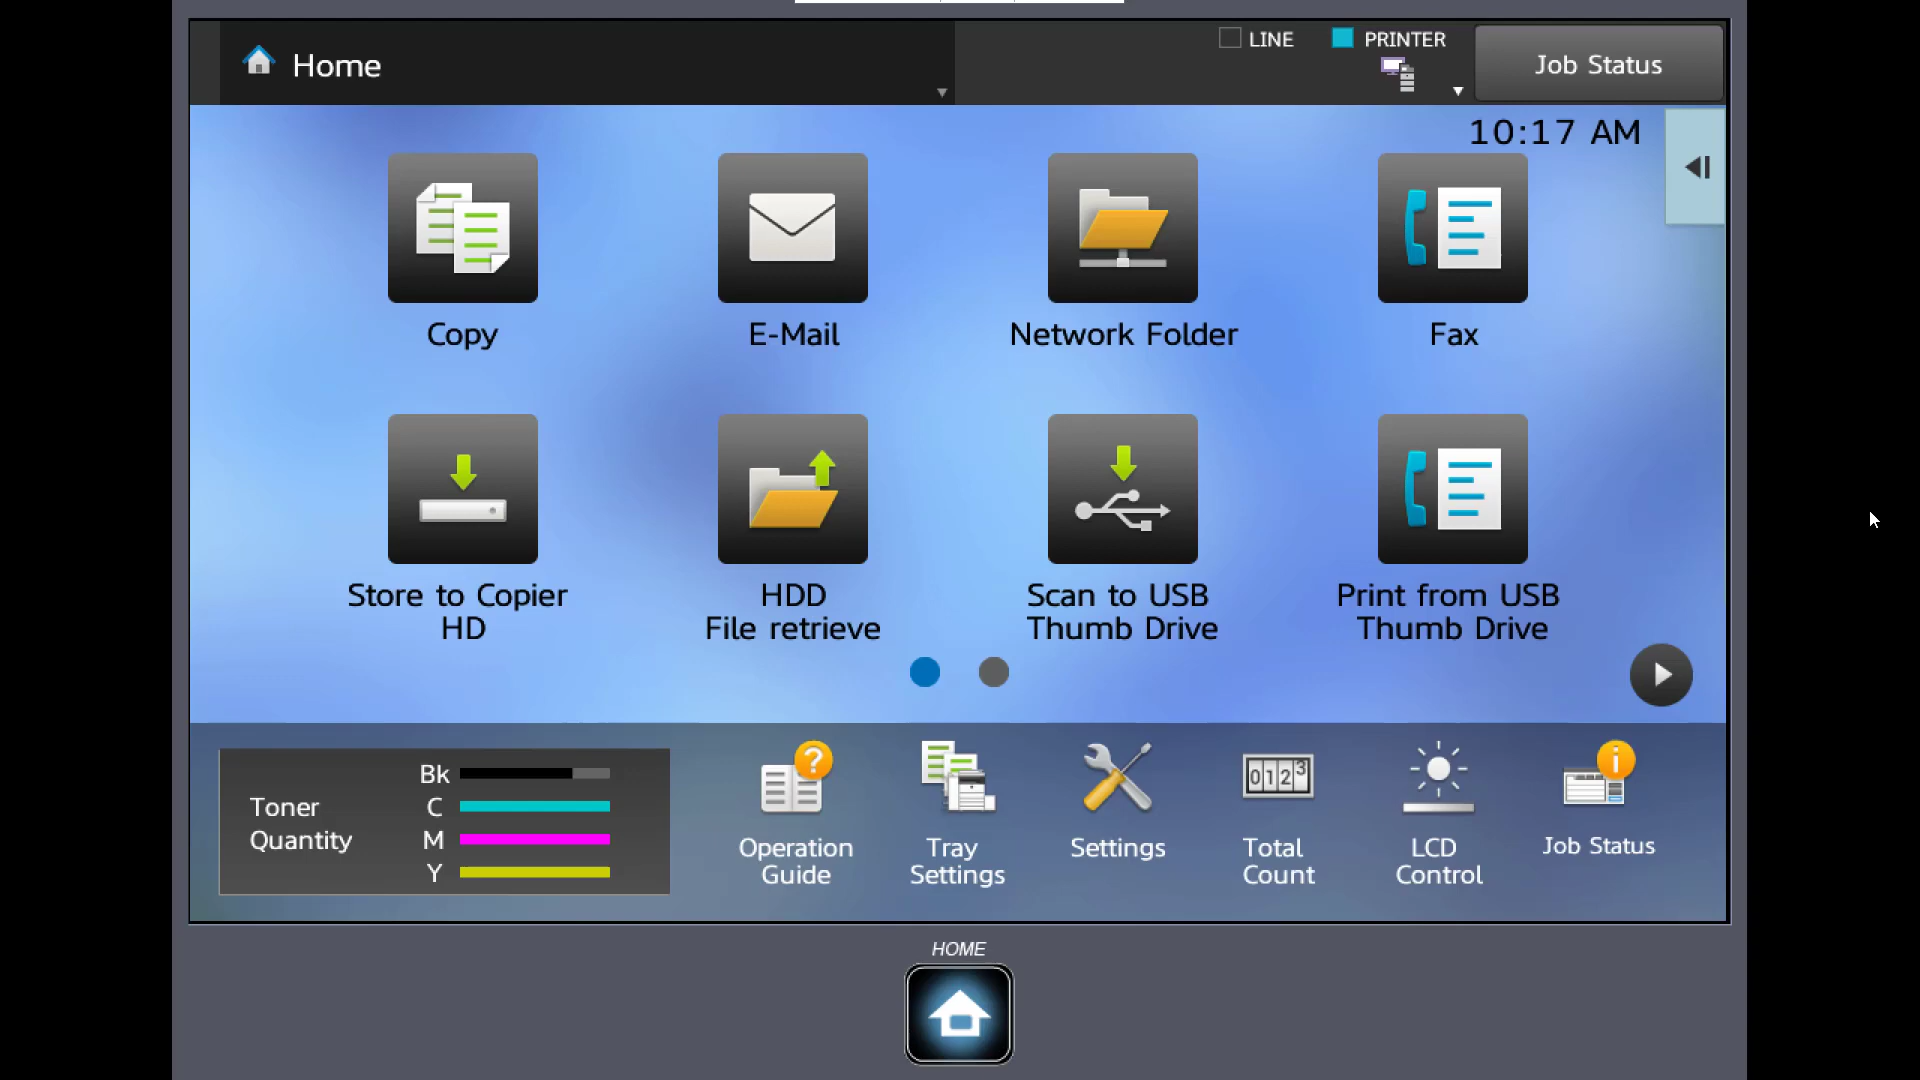 Home
LINE
PRINTER
Job Status
10:17 AM
Copy
E-Mail
Network Folder
Fax
Store to Copier
HD
HDD
File retrieve
Scan to USB
Thumb Drive
Print from USB
Thumb Drive
Toner
Quantity
Bk
C
M
Y
Operation
Guide
Tray
Settings
Settings
0123
Total
Count
LCD
Control
Job Status
HOME